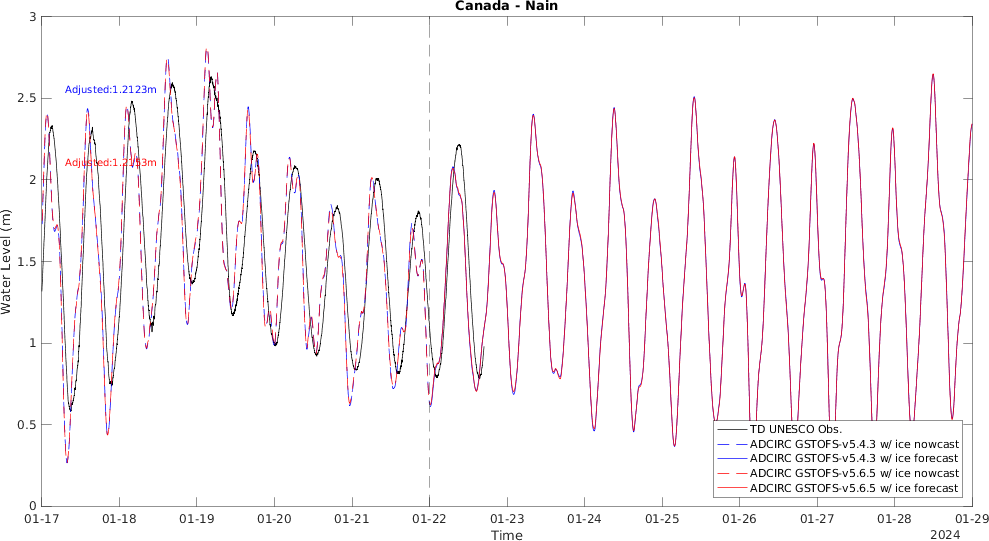 Canada - Nain
3
2.5
2
1.5
1
0.5
0
Water Level (m)
Adjusted:1.2123m
TD UNESCO Obs.
ADCIRC GSTOFS-v5.4.3 w/ ice nowcast
ADCIRC GSTOFS-v5.4.3 w/ ice forecast
ADCIRC GSTOFS-v5.6.5 w/ ice nowcast
ADCIRC GSTOFS-v5.6.5 w/ ice forecast
01-17 01-18 01-19 01-20 01-21 01-22 01-23 01-24 01-25 01-26 01-27 01-28 01-29
Time
2024